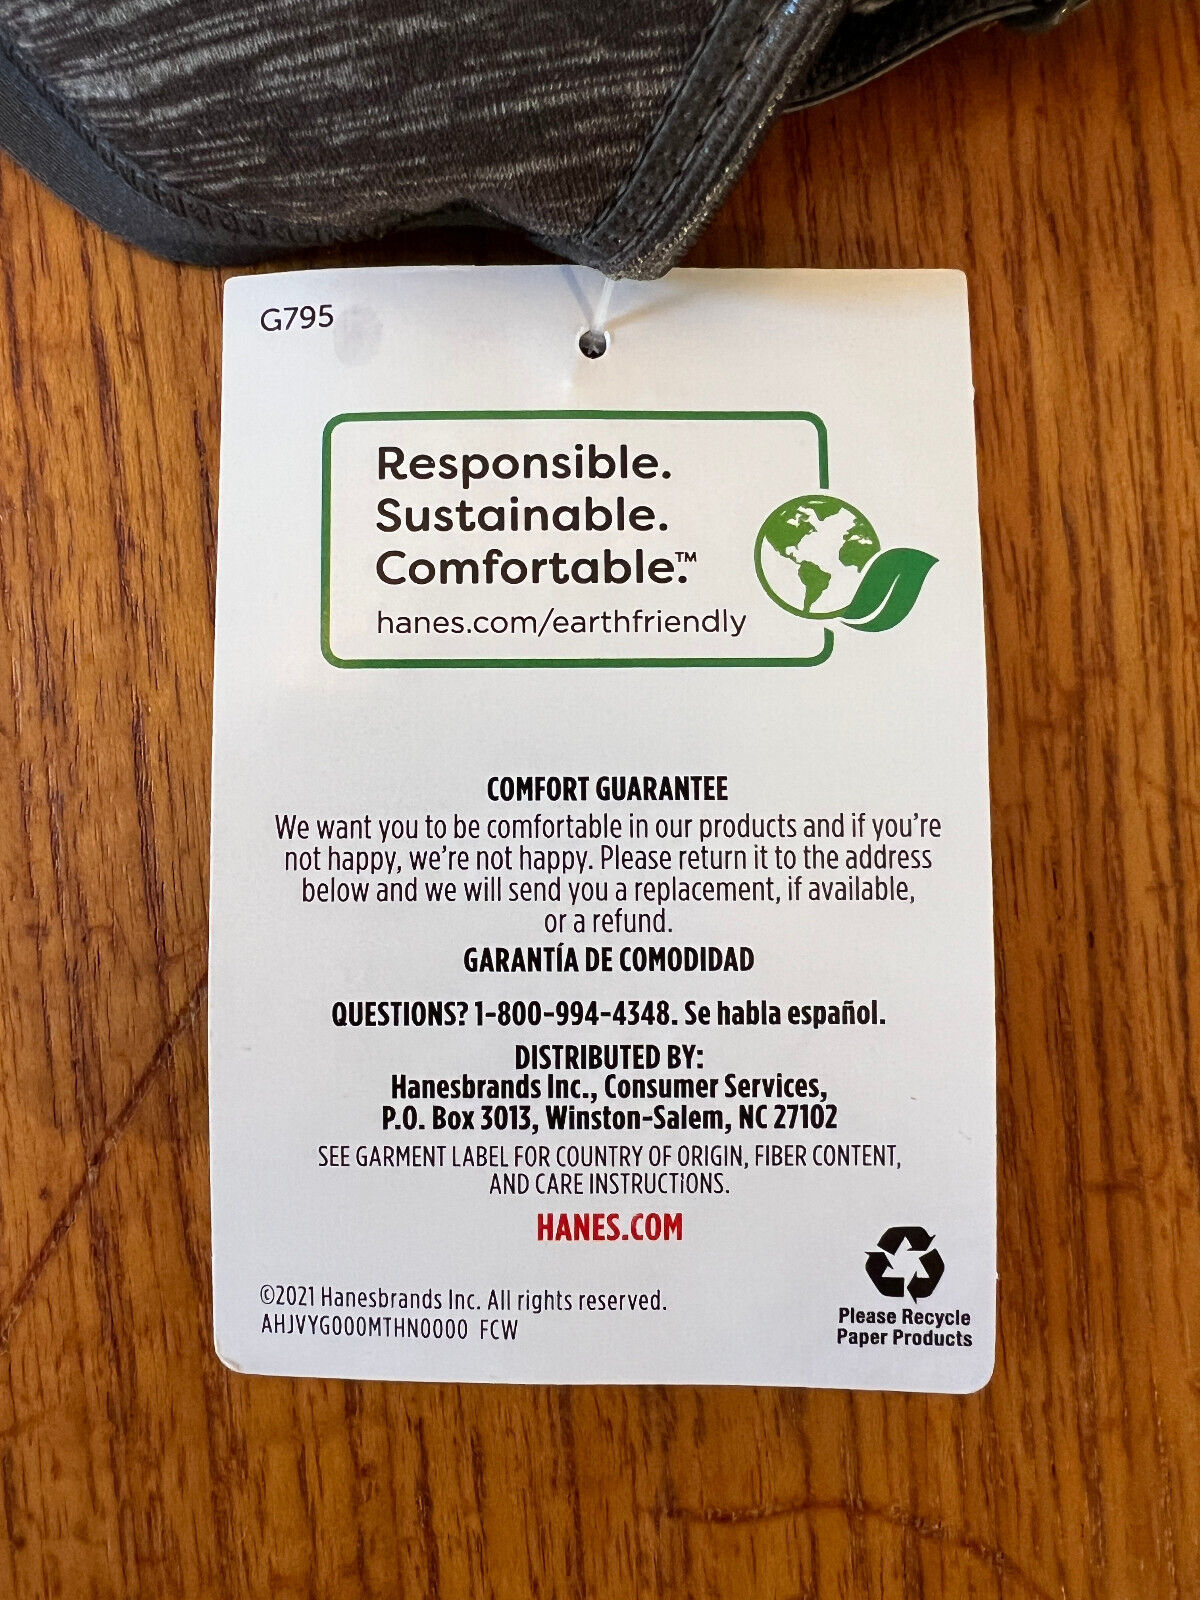 G795
Responsible.
Sustainable.
Comfortable.™
hanes.com/earthfriendly
COMFORT GUARANTEE
We want you to be comfortable in our products and if you're
not happy, we're not happy. Please return it to the address
below and we will send you a replacement, if available,
or a refund.
GARANTÍA DE COMODIDAD
QUESTIONS? 1-800-994-4348. Se habla español.
DISTRIBUTED BY:
Hanesbrands Inc., Consumer Services,
P.O. Box 3013, Winston-Salem, NC 27102
SEE GARMENT LABEL FOR COUNTRY OF ORIGIN, FIBER CONTENT,
AND CARE INSTRUCTIONS.
HANES.COM
©2021 Hanesbrands Inc. All rights reserved.
AHJVYG000MTHN0000 FCW
Please Recycle
Paper Products